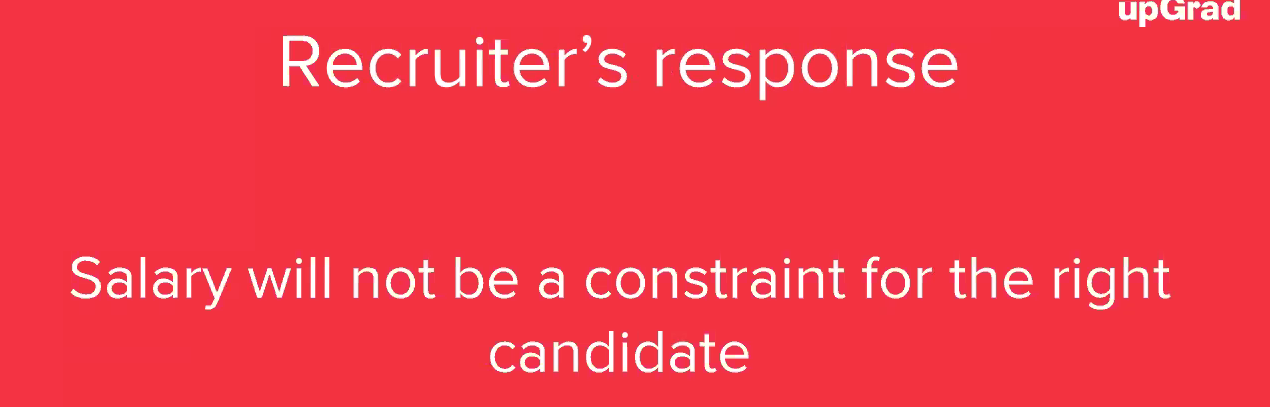 upGrad
Recruiter’s response
Salary will not be a constraint for the right
candidate